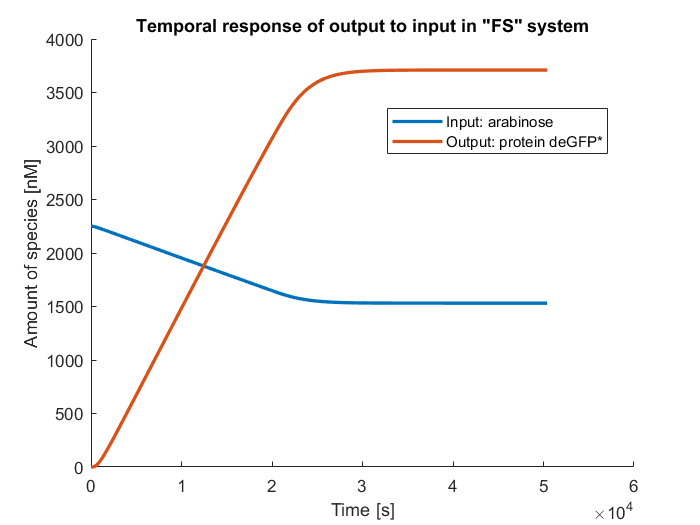 Temporal response of output to input in "FS" system
Amount of species [nM]
4000
3500
3000
2500
2000
1500
1000
500
0
Input: arabinose
Output: protein deGFP*
0 1 2 3 4 5 6
Time [s]
×10^4